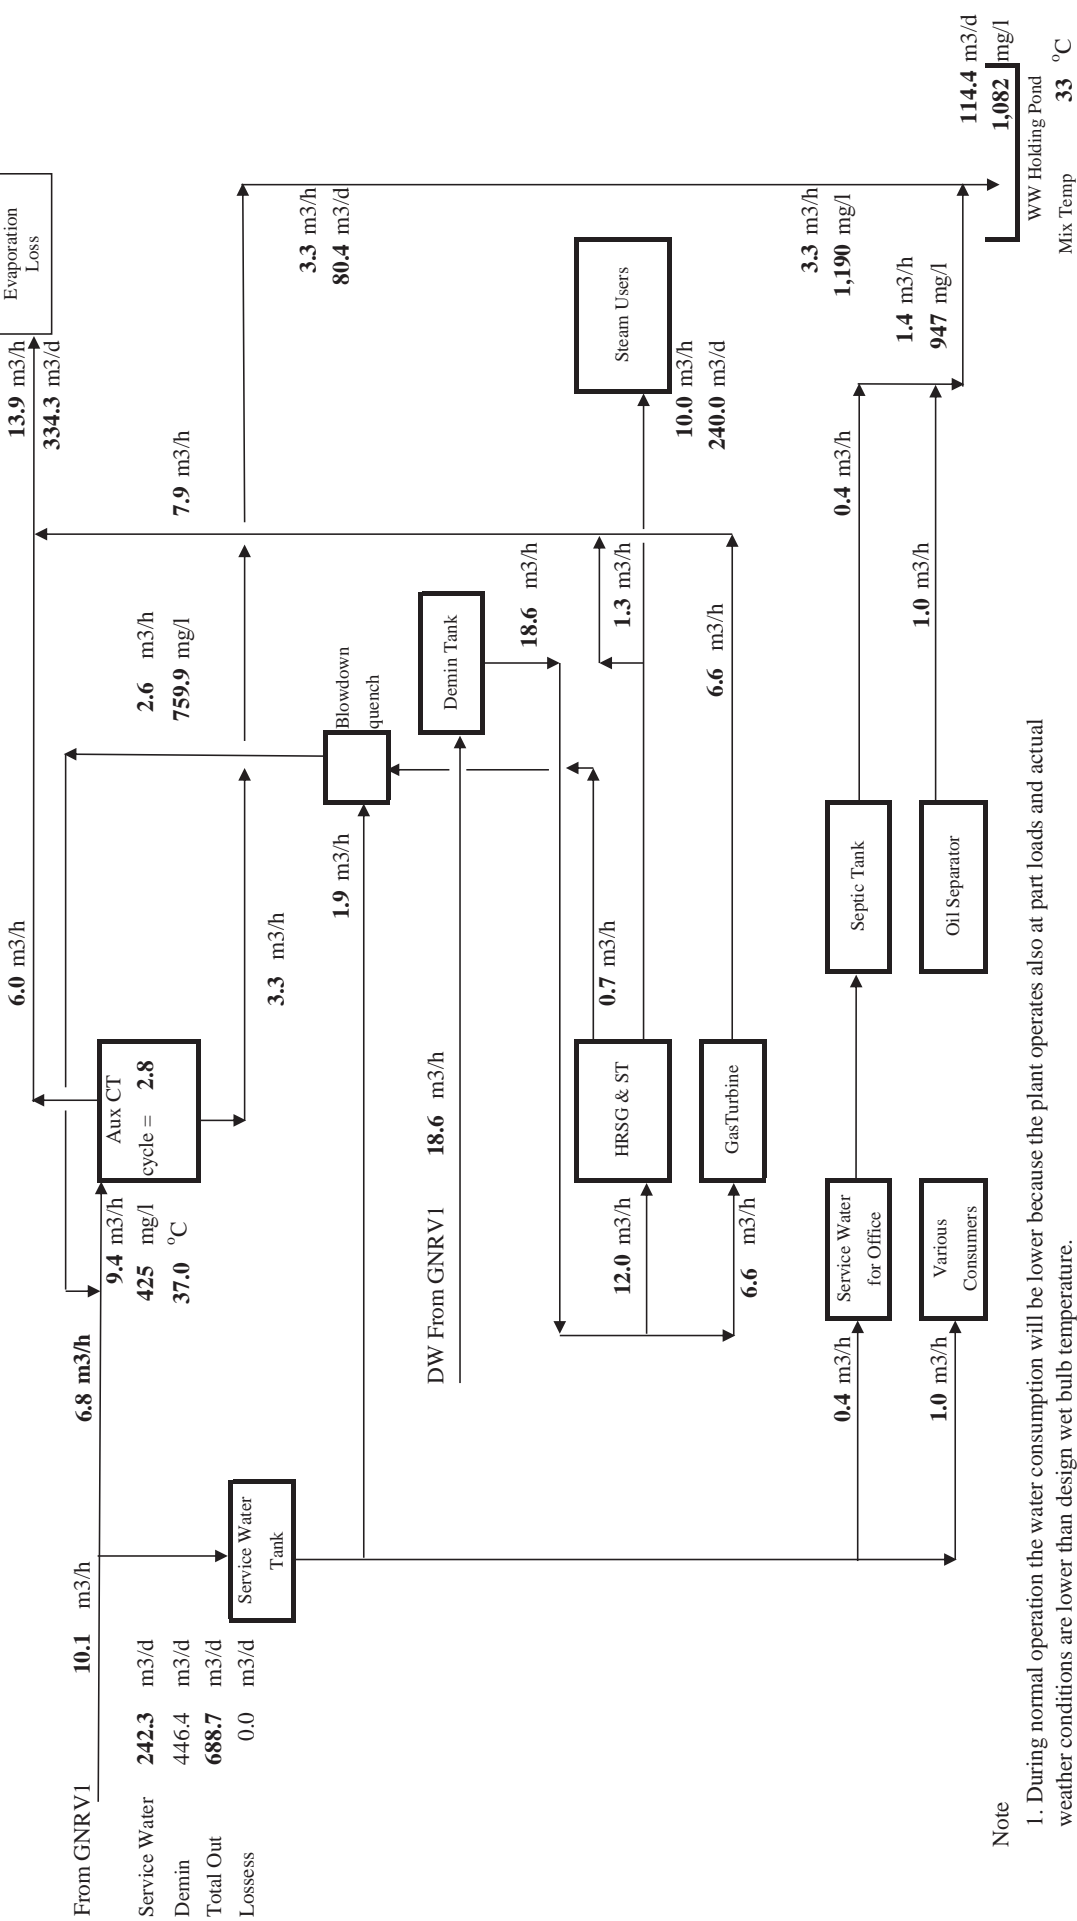 Evaporation
Loss
13.9 m3/h
334.3 m3/d
6.0 m3/h
7.9 m3/h
2.6 m3/h
759.9 mg/l
3.3 m3/h
80.4 m3/d
Aux CT
cycle = 2.8
3.3 m3/h
9.4 m3/h
425 mg/l
37.0 °C
6.8 m3/h
From GNRV1
10.1 m3/h
Service Water 242.3 m3/d
Demin 446.4 m3/d
Total Out 688.7 m3/d
Lossess 0.0 m3/d
Service Water
Tank
Blowdown
quench
1.9 m3/h
Demin Tank
18.6 m3/h
DW From GNRV1 18.6 m3/h
Steam Users
10.0 m3/h
240.0 m3/d
1.3 m3/h
0.7 m3/h
HRSG & ST
12.0 m3/h
GasTurbine
6.6 m3/h
6.6 m3/h
3.3 m3/h
1,190 mg/l
1.4 m3/h
947 mg/l
0.4 m3/h
Septic Tank
Service Water
for Office
0.4 m3/h
1.0 m3/h
Oil Separator
Various
Consumers
1.0 m3/h
114.4 m3/d
1,082 mg/l
WW Holding Pond
Mix Temp 33 °C
Note
1. During normal operation the water consumption will be lower because the plant operates also at part loads and actual
weather conditions are lower than design wet bulb temperature.